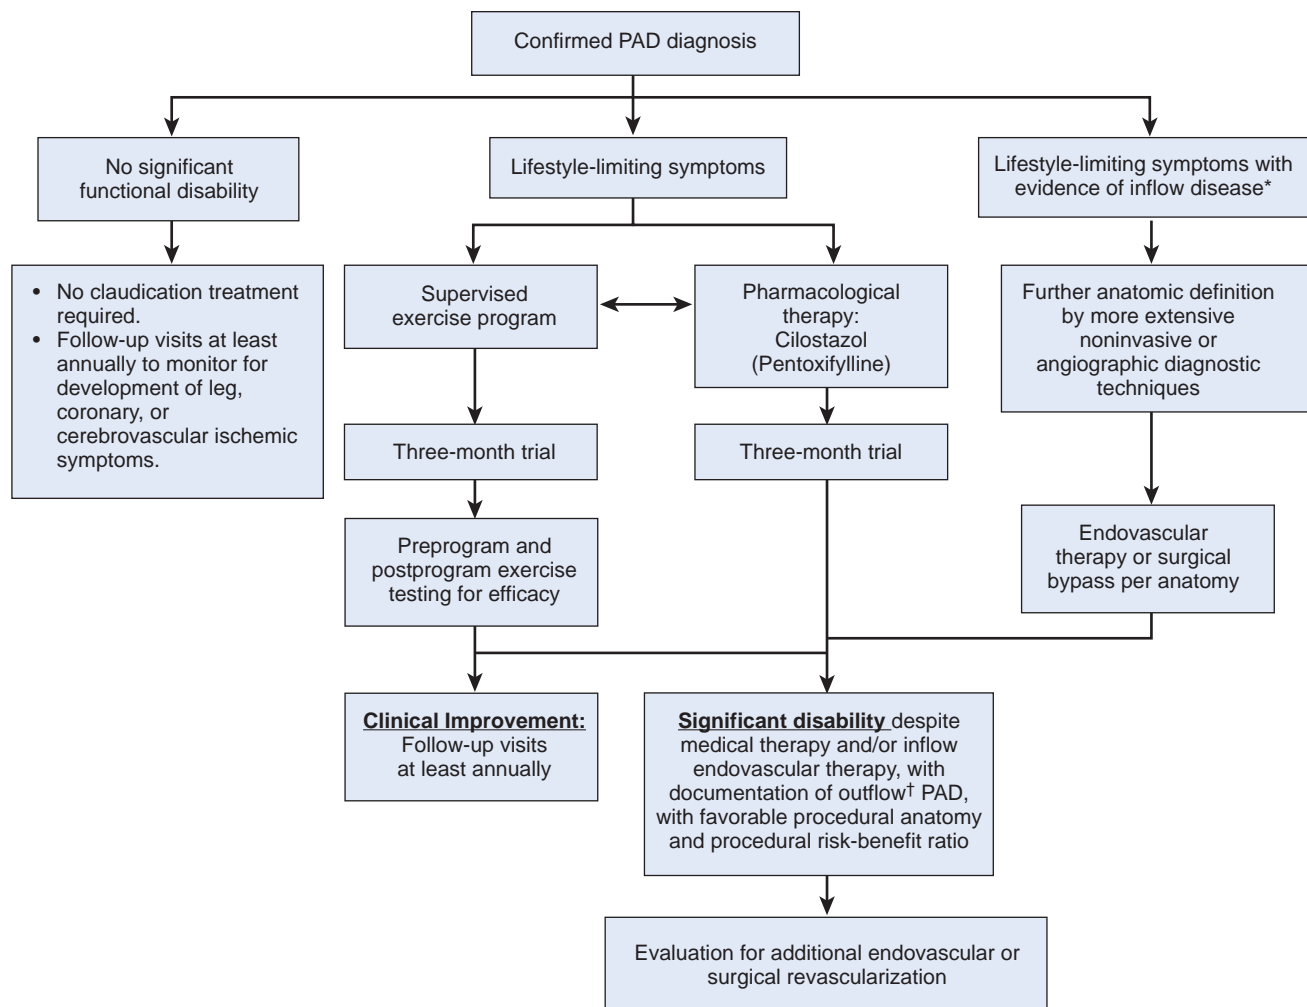 Confirmed PAD diagnosis
No significant
functional disability
Lifestyle-limiting symptoms
Lifestyle-limiting symptoms with
evidence of inflow disease*
• No claudication treatment
required.
• Follow-up visits at least
annually to monitor for
development of leg,
coronary, or
cerebrovascular ischemic
symptoms.
Supervised
exercise program
Pharmacological
therapy:
Cilostazol
(Pentoxifylline)
Further anatomic definition
by more extensive
noninvasive or
angiographic diagnostic
techniques
Three-month trial
Three-month trial
Preprogram and
postprogram exercise
testing for efficacy
Endovascular
therapy or surgical
bypass per anatomy
Clinical Improvement:
Follow-up visits
at least annually
Significant disability despite
medical therapy and/or inflow
endovascular therapy, with
documentation of outflow† PAD,
with favorable procedural anatomy
and procedural risk-benefit ratio
Evaluation for additional endovascular or
surgical revascularization